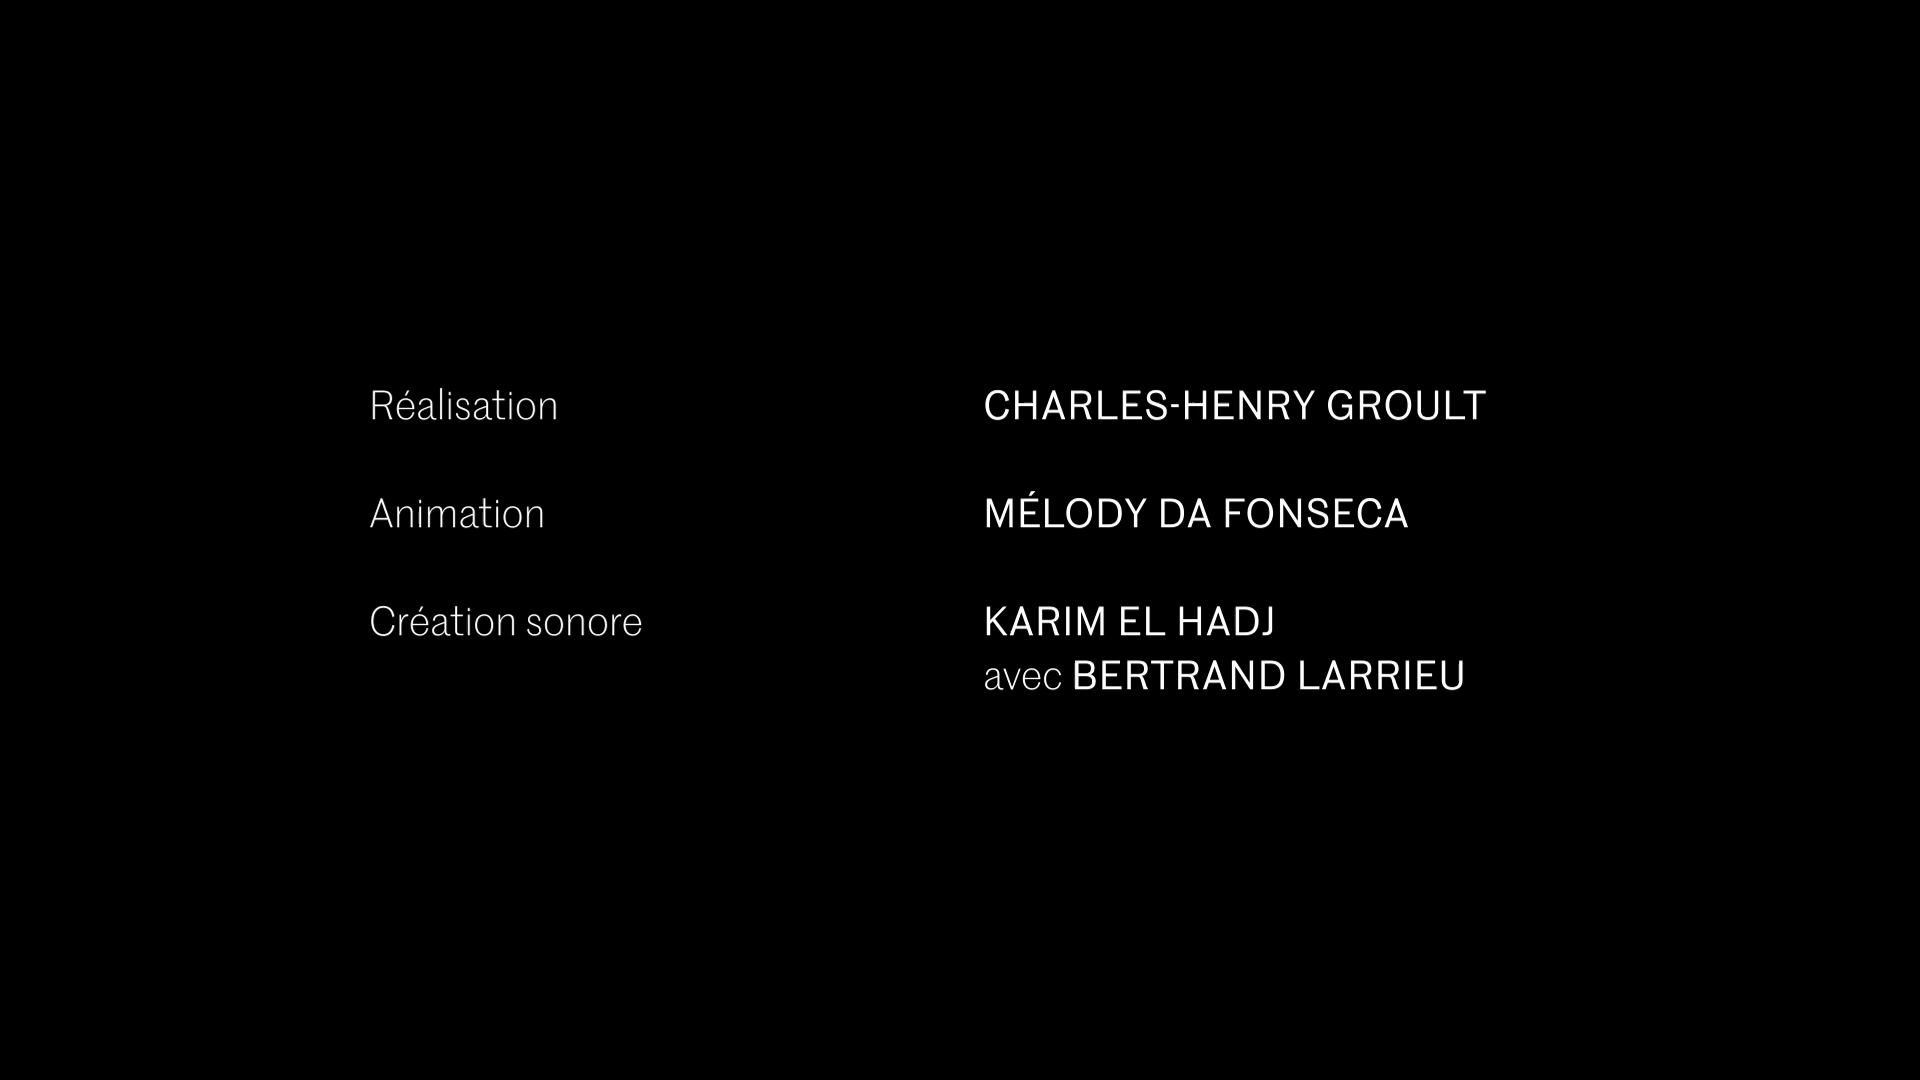 Réalisation CHARLES-HENRY GROULT
Animation MÉLODY DA FONSECA
Création sonore KARIM EL HADJ
avec BERTRAND LARRIEU